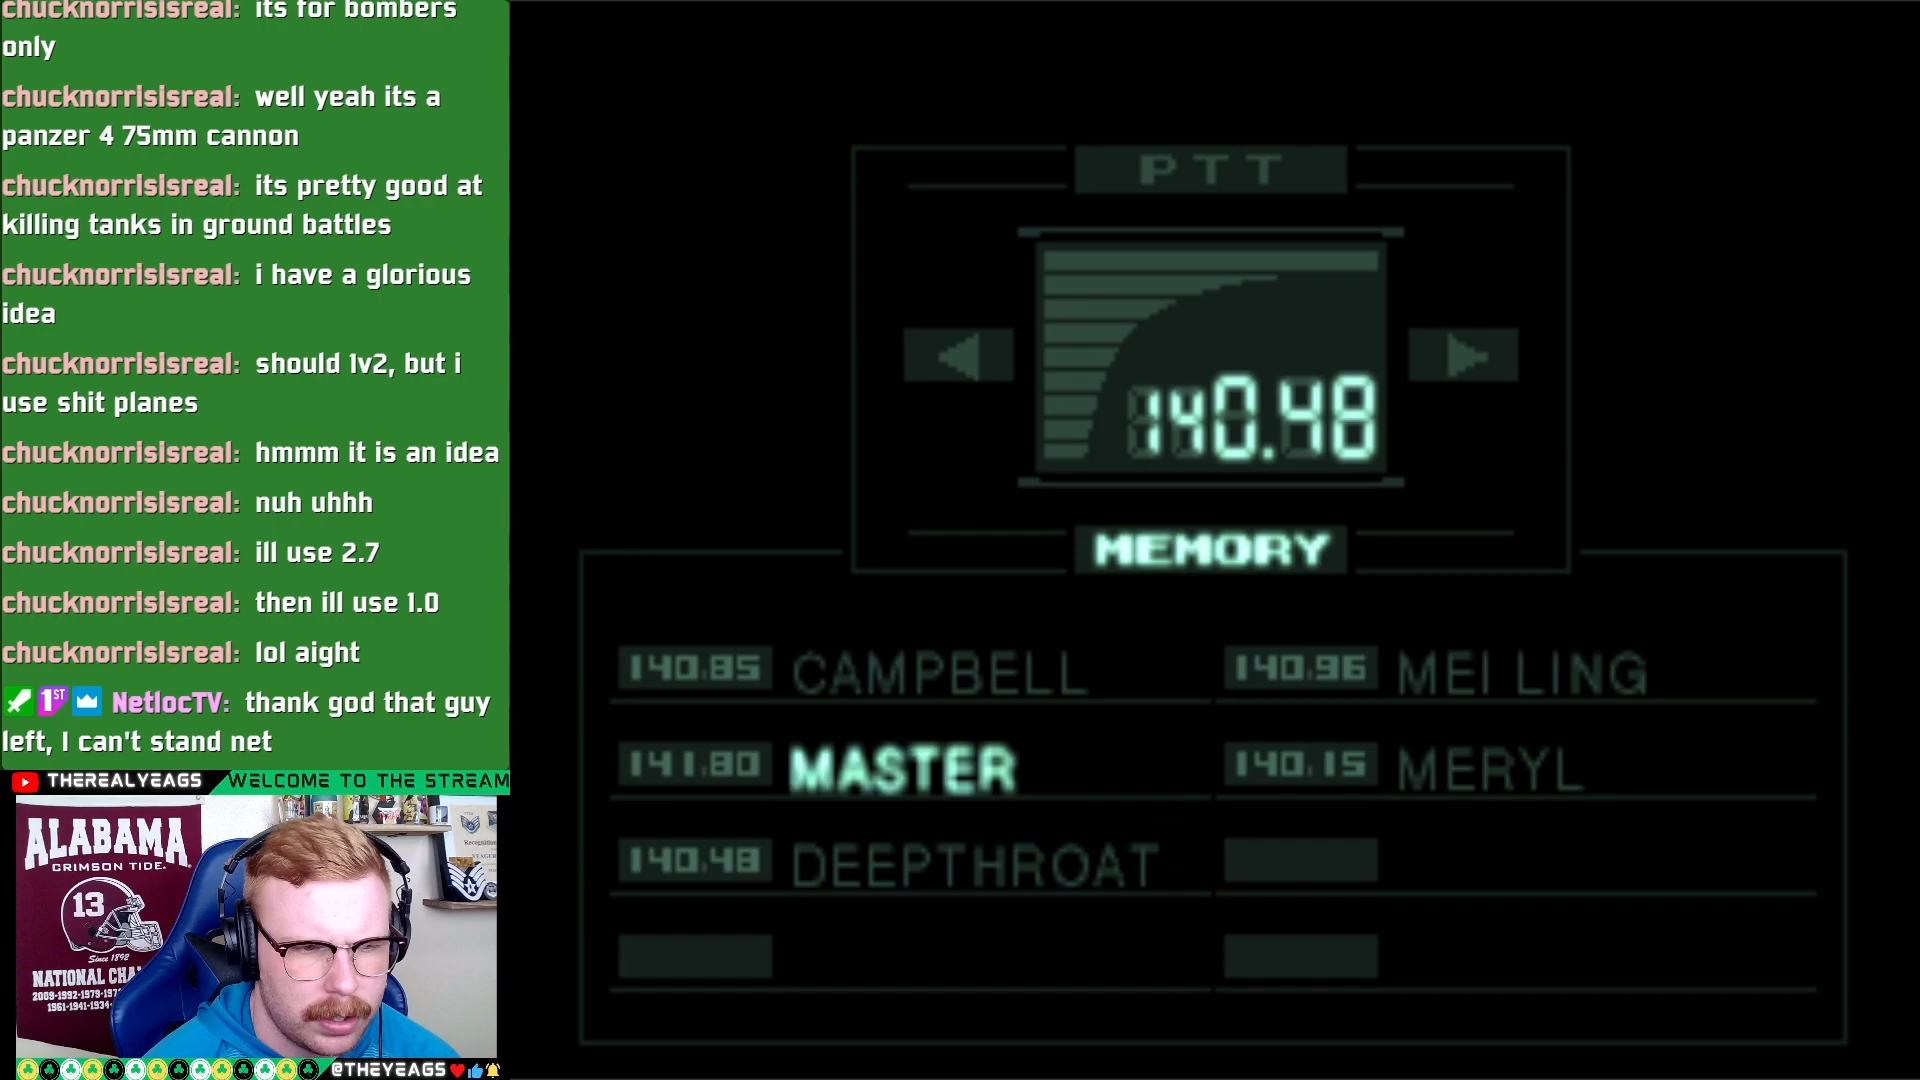 chucknorrisisreal: its for bombers
only
chucknorrisisreal: well yeah its a
panzer 4 75mm cannon
chucknorrisisreal: its pretty good at
killing tanks in ground battles
chucknorrisisreal: i have a glorious
idea
chucknorrisisreal: should 1v2, but i
use shit planes
chucknorrisisreal: hmmm it is an idea
chucknorrisisreal: nuh uhhh
chucknorrisisreal: ill use 2.7
chucknorrisisreal: then ill use 1.0
chucknorrisisreal: lol aight
1ST NetlocTV: thank god that guy
left, I can't stand net
THEREALYEAGS WELCOME TO THE STREAM
ALABAMA
CRIMSON TIDE.
13
Since 1892
NATIONAL CHA
@THEYEAGS
PTT
140.48
MEMORY
140.85 CAMPBELL 140.96 MEI LING
141.80 MASTER 140.15 MERYL
140.48 DEEPTHROAT